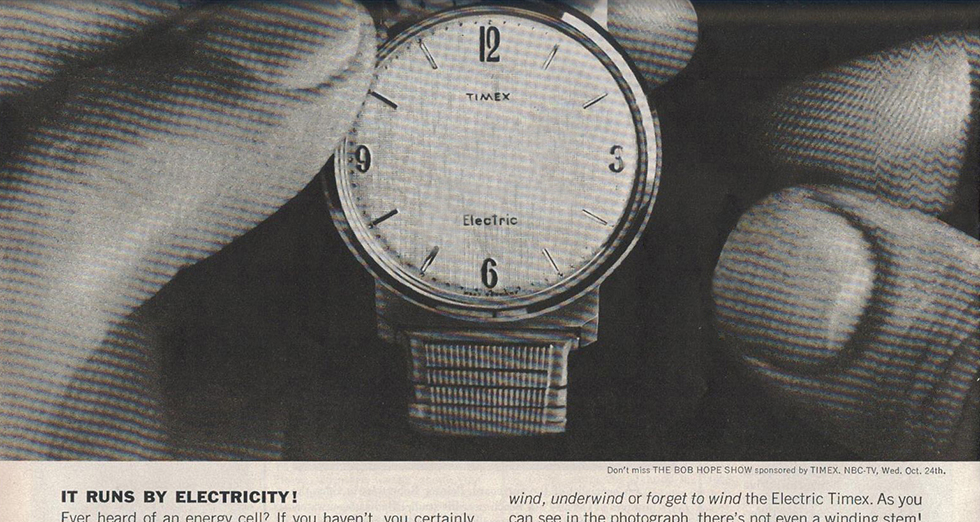 12
TIMEX
9
3
Electric
6
Don't miss THE BOB HOPE SHOW sponsored by TIMEX. NBC-TV, Wed. Oct. 24th.
IT RUNS BY ELECTRICITY!
Ever heard of an energy cell? If you haven't, you certainly
wind, underwind or forget to wind the Electric Timex. As you
can see in the photograph, there's not even a winding stem!